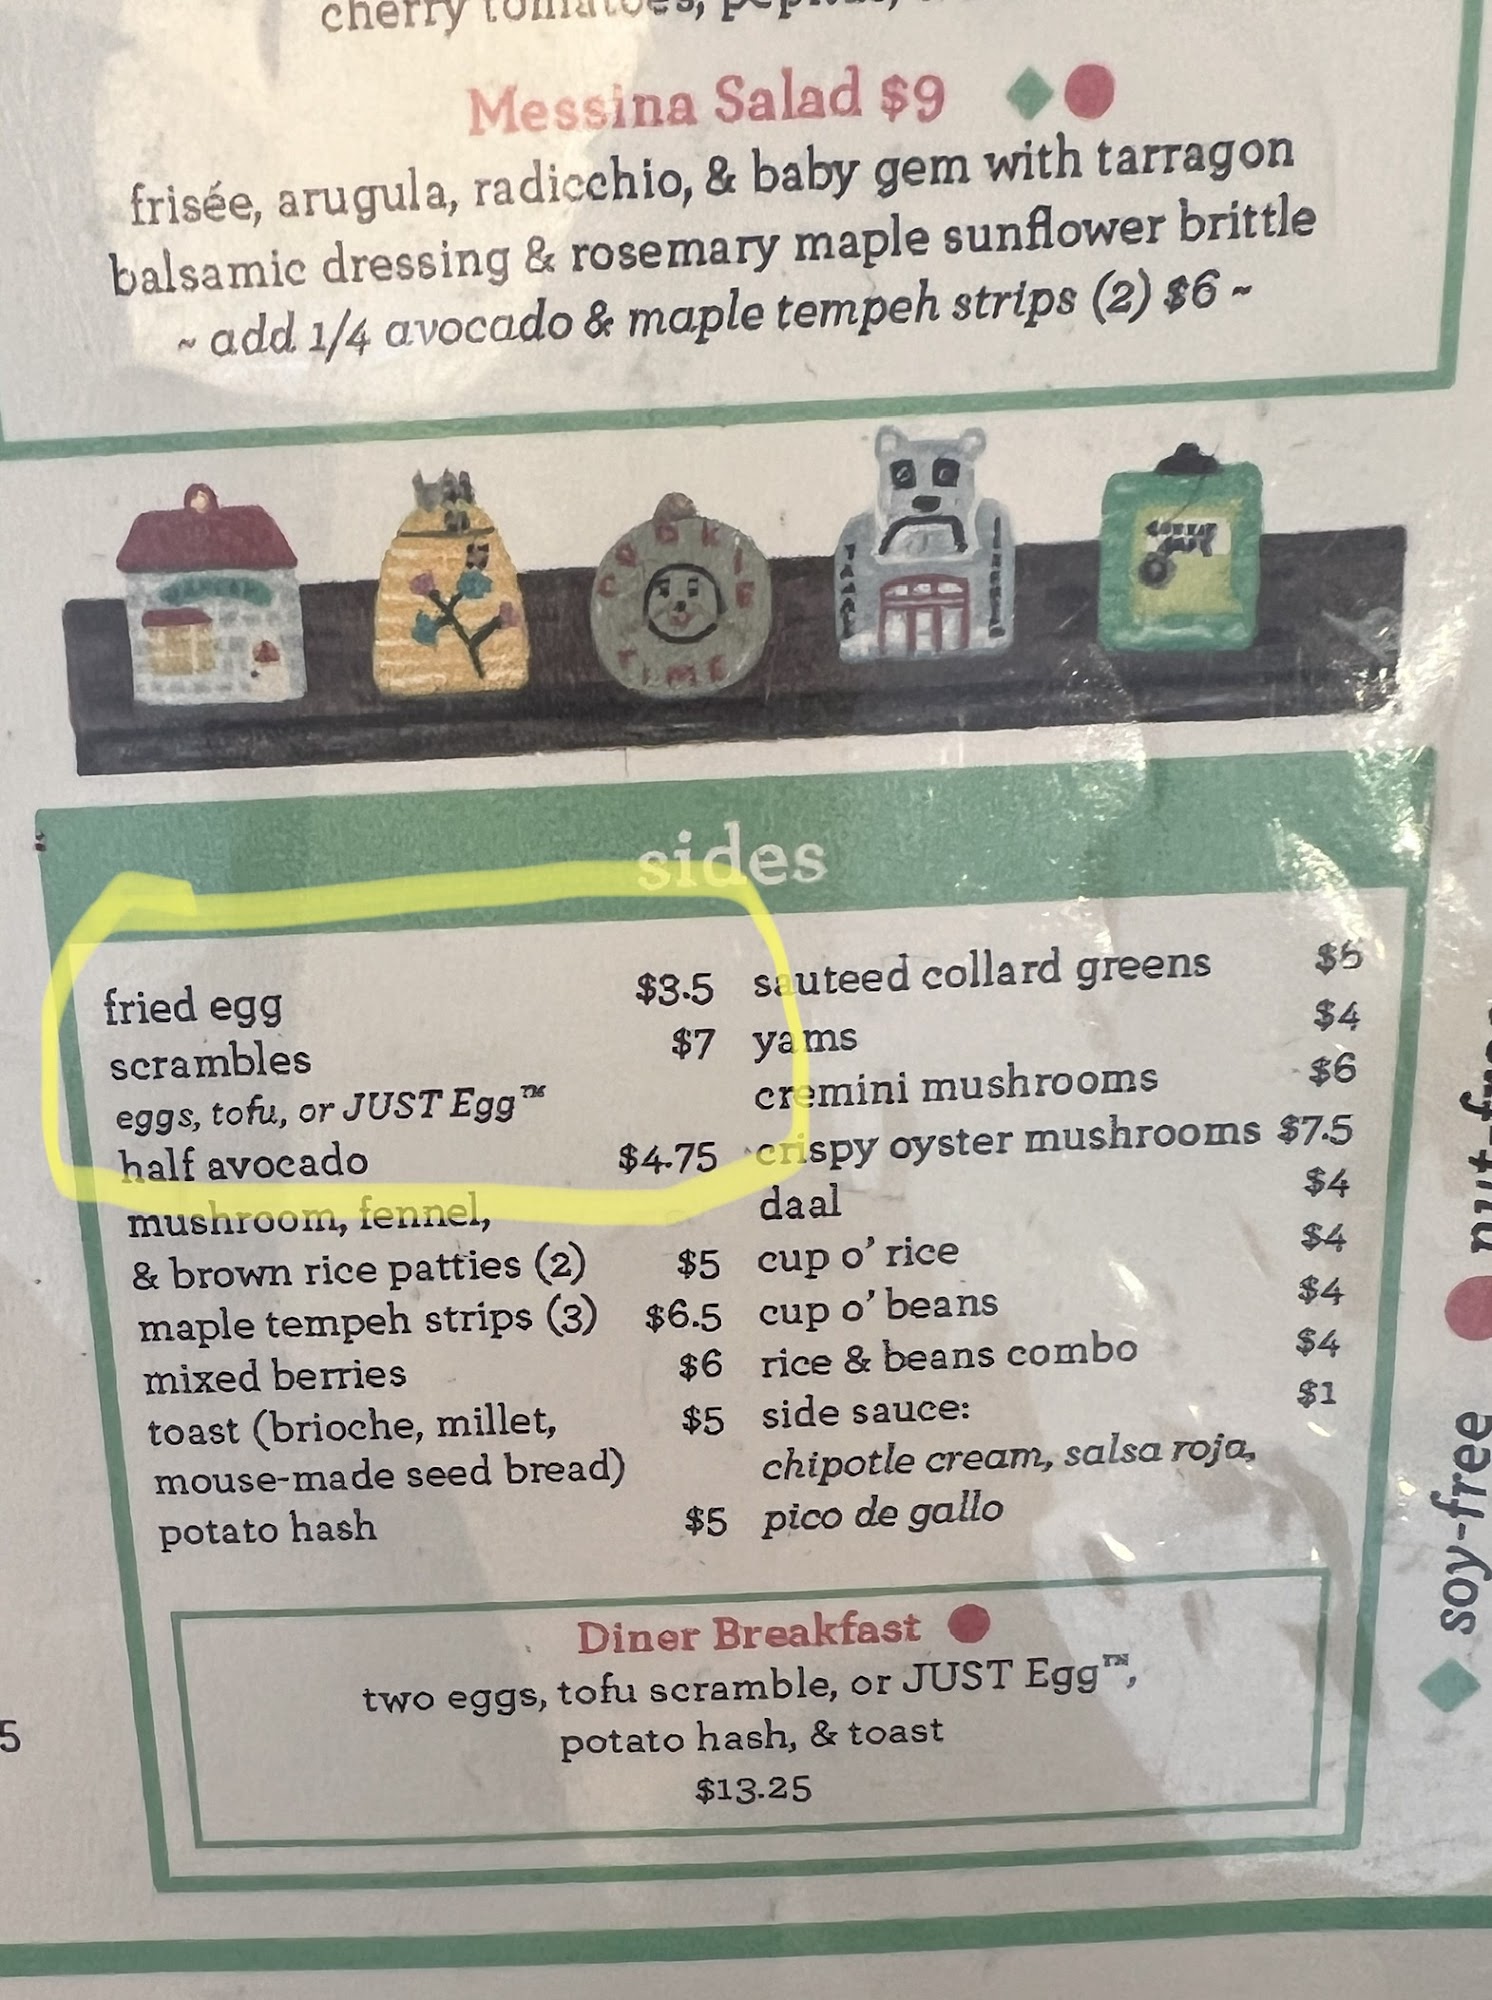 cherry tomatoes,
Messina Salad $9
frisée, arugula, radicchio, & baby gem with tarragon
balsamic dressing & rosemary maple sunflower brittle
~ add 1/4 avocado & maple tempeh strips (2) $6 ~
COOKIE
TIME
sides
fried egg $3.5
scrambles $7
eggs, tofu, or JUST Egg™
half avocado $4.75
mushroom, fennel,
& brown rice patties (2) $5
maple tempeh strips (3) $6.5
mixed berries $6
toast (brioche, millet, $5
mouse-made seed bread)
potato hash $5
sauteed collard greens
yams $4
cremini mushrooms $6
crispy oyster mushrooms $7.5
daal $4
cup o' rice $4
cup o' beans $4
rice & beans combo $4
side sauce: $1
chipotle cream, salsa roja,
pico de gallo
Diner Breakfast
two eggs, tofu scramble, or JUST Egg™,
potato hash, & toast
$13.25
5
soy-free